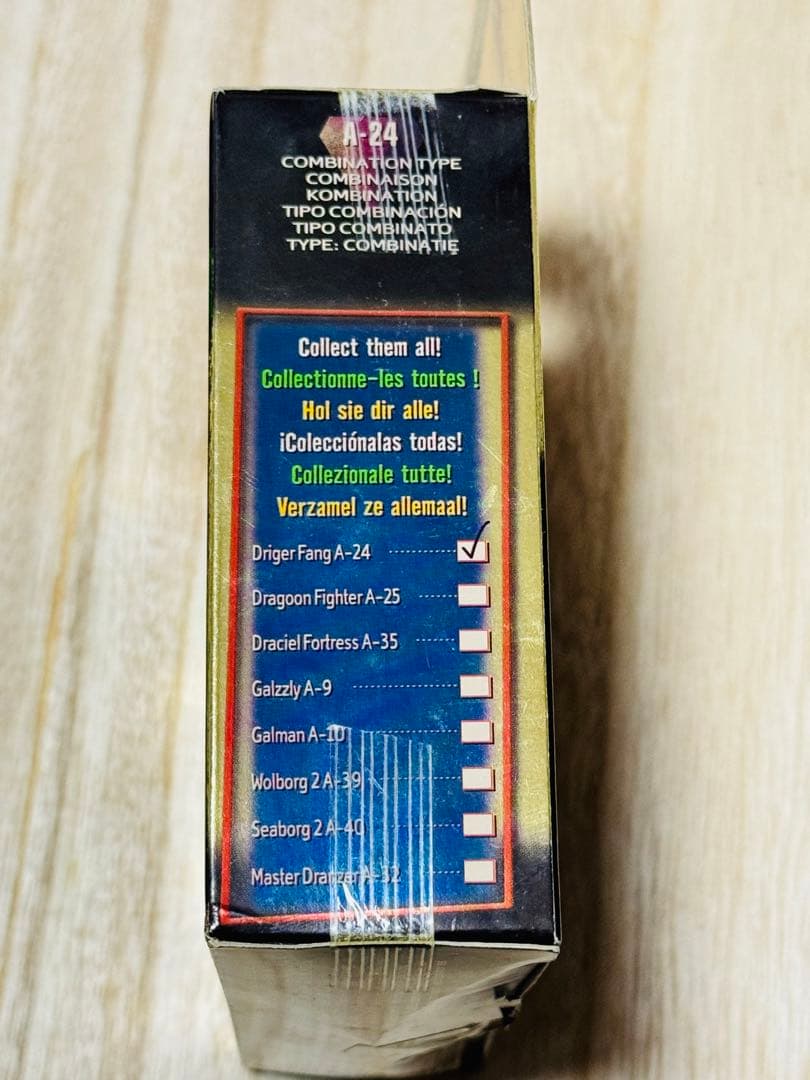 A-24
COMBINATION TYPE
COMBINAISON
KOMBINATION
TIPO COMBINACIÓN
TIPO COMBINATO
TYPE: COMBINATIE
Collect them all!
Collectionne-les toutes !
Hol sie dir alle!
¡Colecciónalas todas!
Collezionale tutte!
Verzamel ze allemaal!
Driger Fang A-24
Dragoon Fighter A-25
Draciel Fortress A-35
Galzzly A-9
Galman A-10
Wolborg 2 A-39
Seaborg 2 A-40
Master Dranzer A-32